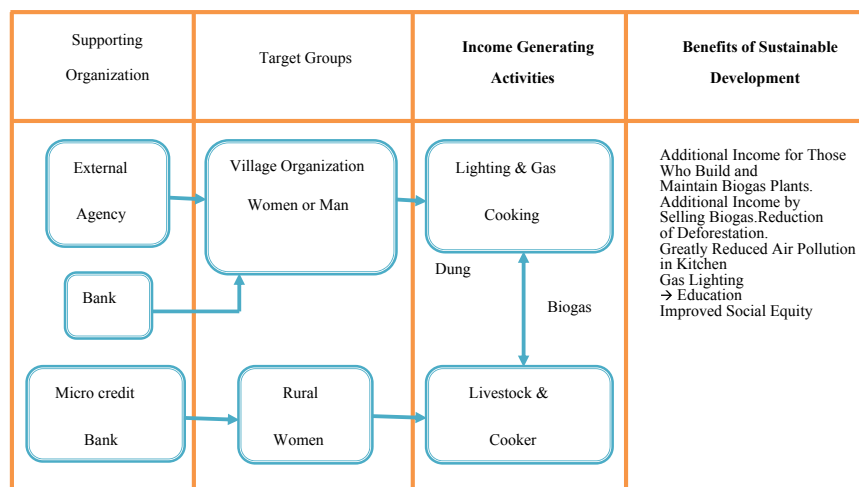 Supporting
Organization
Target Groups
Income Generating
Activities
Benefits of Sustainable
Development
External
Agency
Village Organization
Women or Man
Lighting & Gas
Cooking
Additional Income for Those
Who Build and
Maintain Biogas Plants.
Additional Income by
Selling Biogas.Reduction
of Deforestation.
Greatly Reduced Air Pollution
in Kitchen
Gas Lighting
→ Education
Improved Social Equity
Bank
Dung
Biogas
Micro credit
Bank
Rural
Women
Livestock &
Cooker